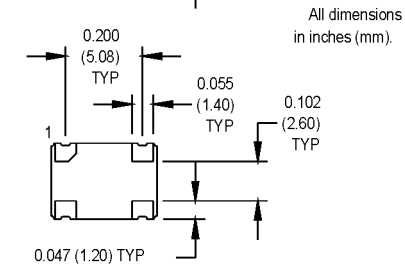 All dimensions
in inches (mm).
0.200
(5.08)
TYP
0.055
(1.40)
TYP
0.102
(2.60)
TYP
1
0.047 (1.20) TYP